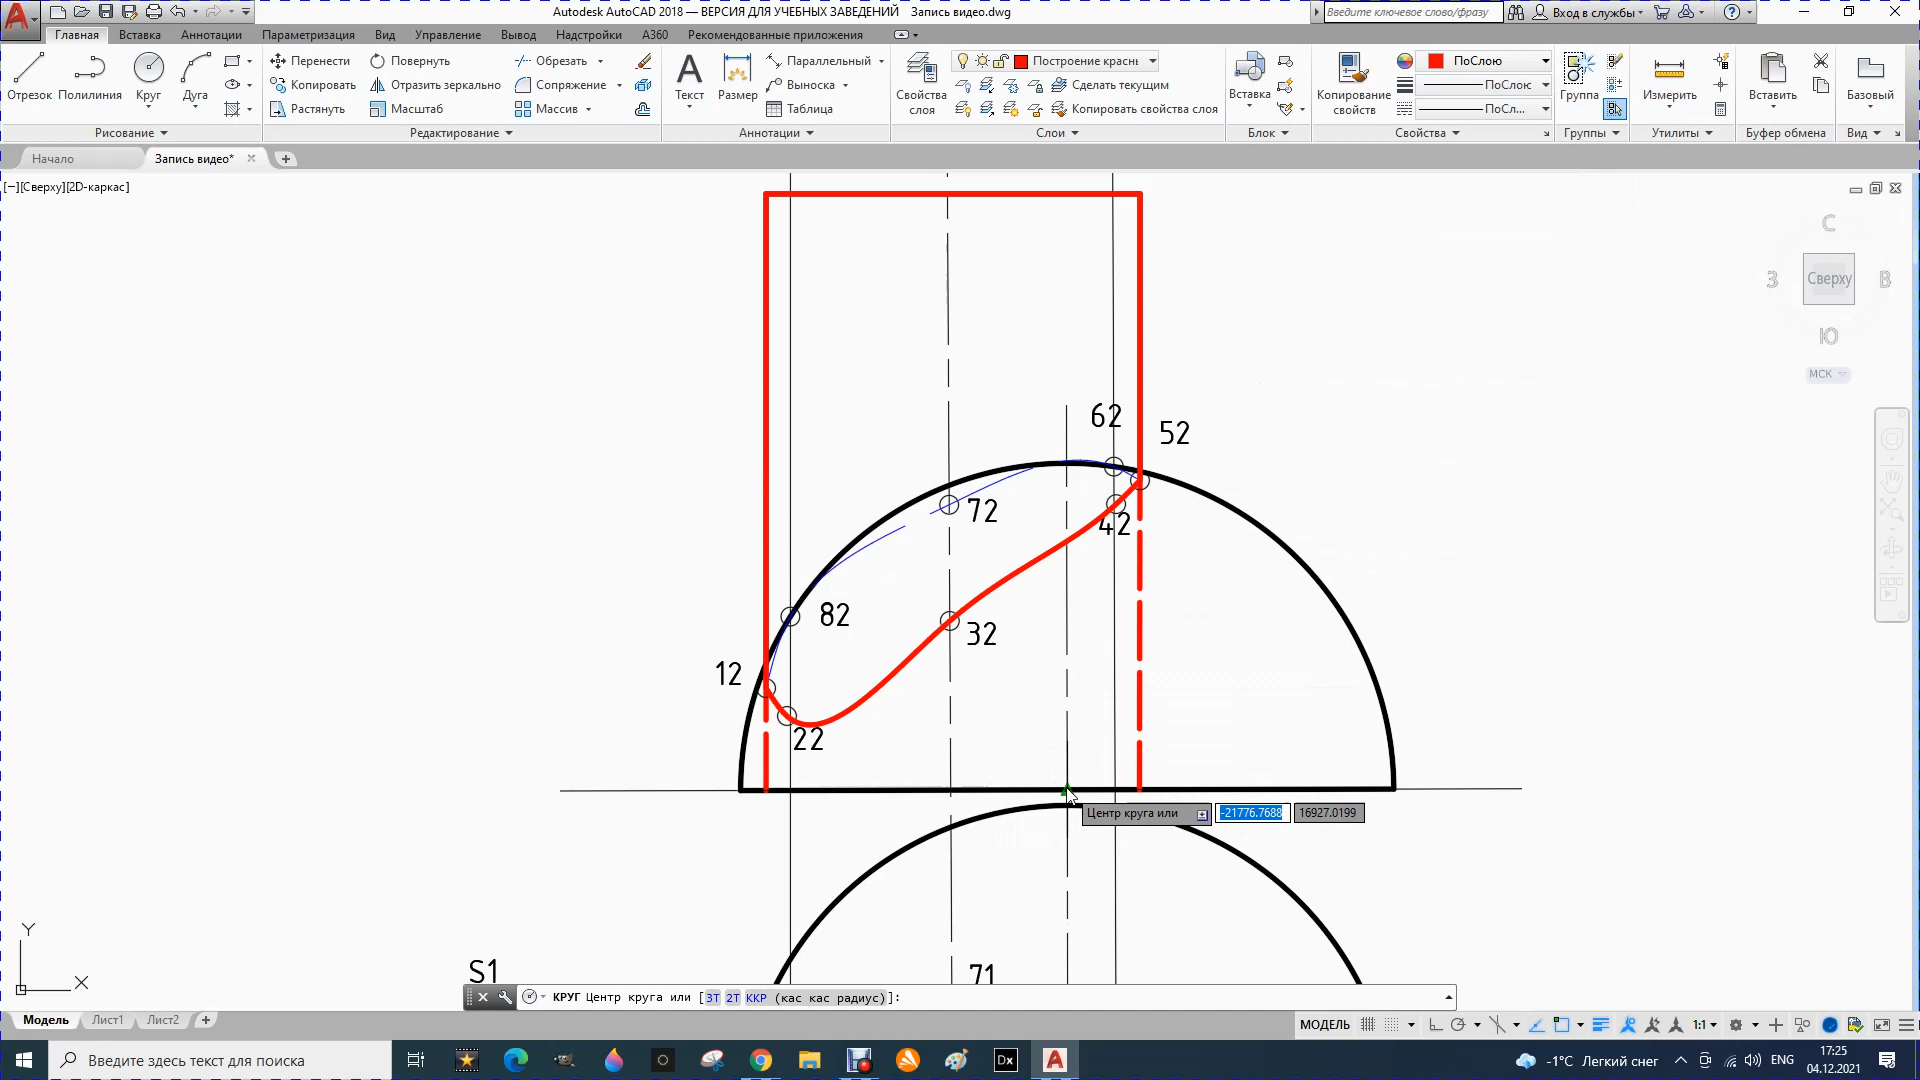 Autodesk AutoCAD 2018 — ВЕРСИЯ ДЛЯ УЧЕБНЫХ ЗАВЕДЕНИЙ Запись видео.dwg
Введите ключевое слово/фразу
Вход в службы
Главная Вставка Аннотации Параметризация Вид Управление Вывод Надстройки A360 Рекомендованные приложения
Отрезок Полилиния Круг Дуга
Перенести Повернуть Обрезать
Копировать Отразить зеркально Сопряжение
Растянуть Масштаб Массив
Текст Размер
Параллельный
Выноска
Таблица
Свойства слоя
Построение красны
Сделать текущим
Копировать свойства слоя
Вставка
Копирование свойств
ПоСлою
ПоСлою
ПоСл...
Группа
Измерить
Вставить
Базовый
Рисование Редактирование Аннотации Слои Блок Свойства Группы Утилиты Буфер обмена Вид
Начало Запись видео*
[−][Сверху][2D-каркас]
С
З Сверху В
Ю
МСК
62
52
72
42
82
32
12
22
Центр круга или -21776.7688 16927.0199
Y
X
S1
71
КРУГ Центр круга или [3Т 2Т ККР (кас кас радиус)]:
Модель Лист1 Лист2
МОДЕЛЬ 1:1
Введите здесь текст для поиска
Dx
-1°C Легкий снег
ENG
17:25
04.12.2021